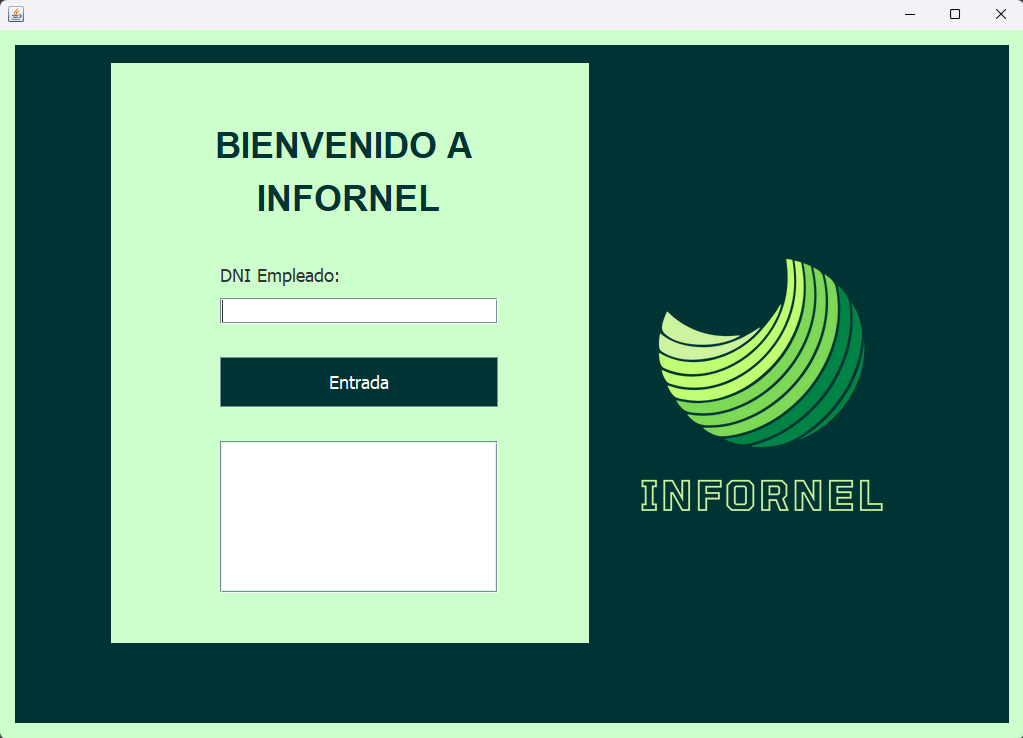 BIENVENIDO A
INFORNEL
DNI Empleado:
Entrada
INFORNEL